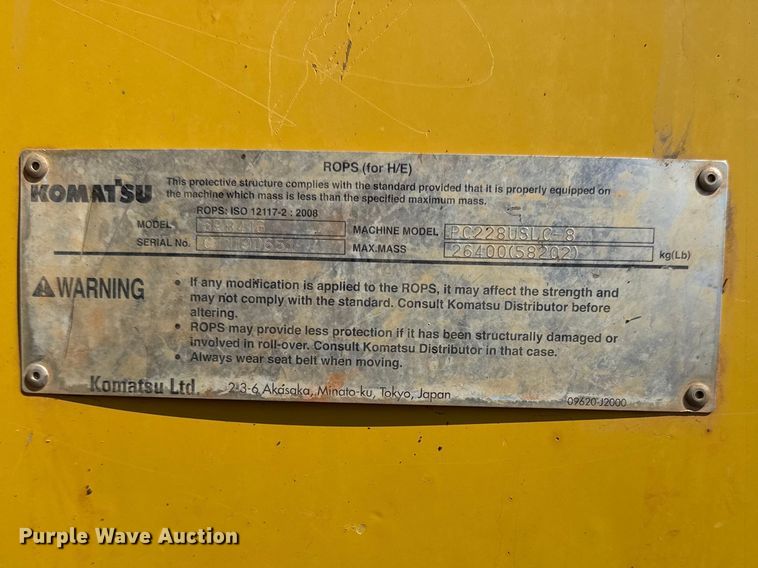 ROPS (for H/E)
KOMATSU
This protective structure complies with the standard provided that it is properly equipped on
the machine which mass is less than the specified maximum mass.
ROPS: ISO 12117-2 : 2008
MODEL MACHINE MODEL PC228USLC-8
SERIAL No. MAX.MASS 26400(58202) kg(Lb)
WARNING
• If any modification is applied to the ROPS, it may affect the strength and
may not comply with the standard. Consult Komatsu Distributor before
altering.
• ROPS may provide less protection if it has been structurally damaged or
involved in roll-over. Consult Komatsu Distributor in that case.
• Always wear seat belt when moving.
Komatsu Ltd. 2-3-6 Akasaka, Minato-ku, Tokyo, Japan
09620-J2000
Purple Wave Auction